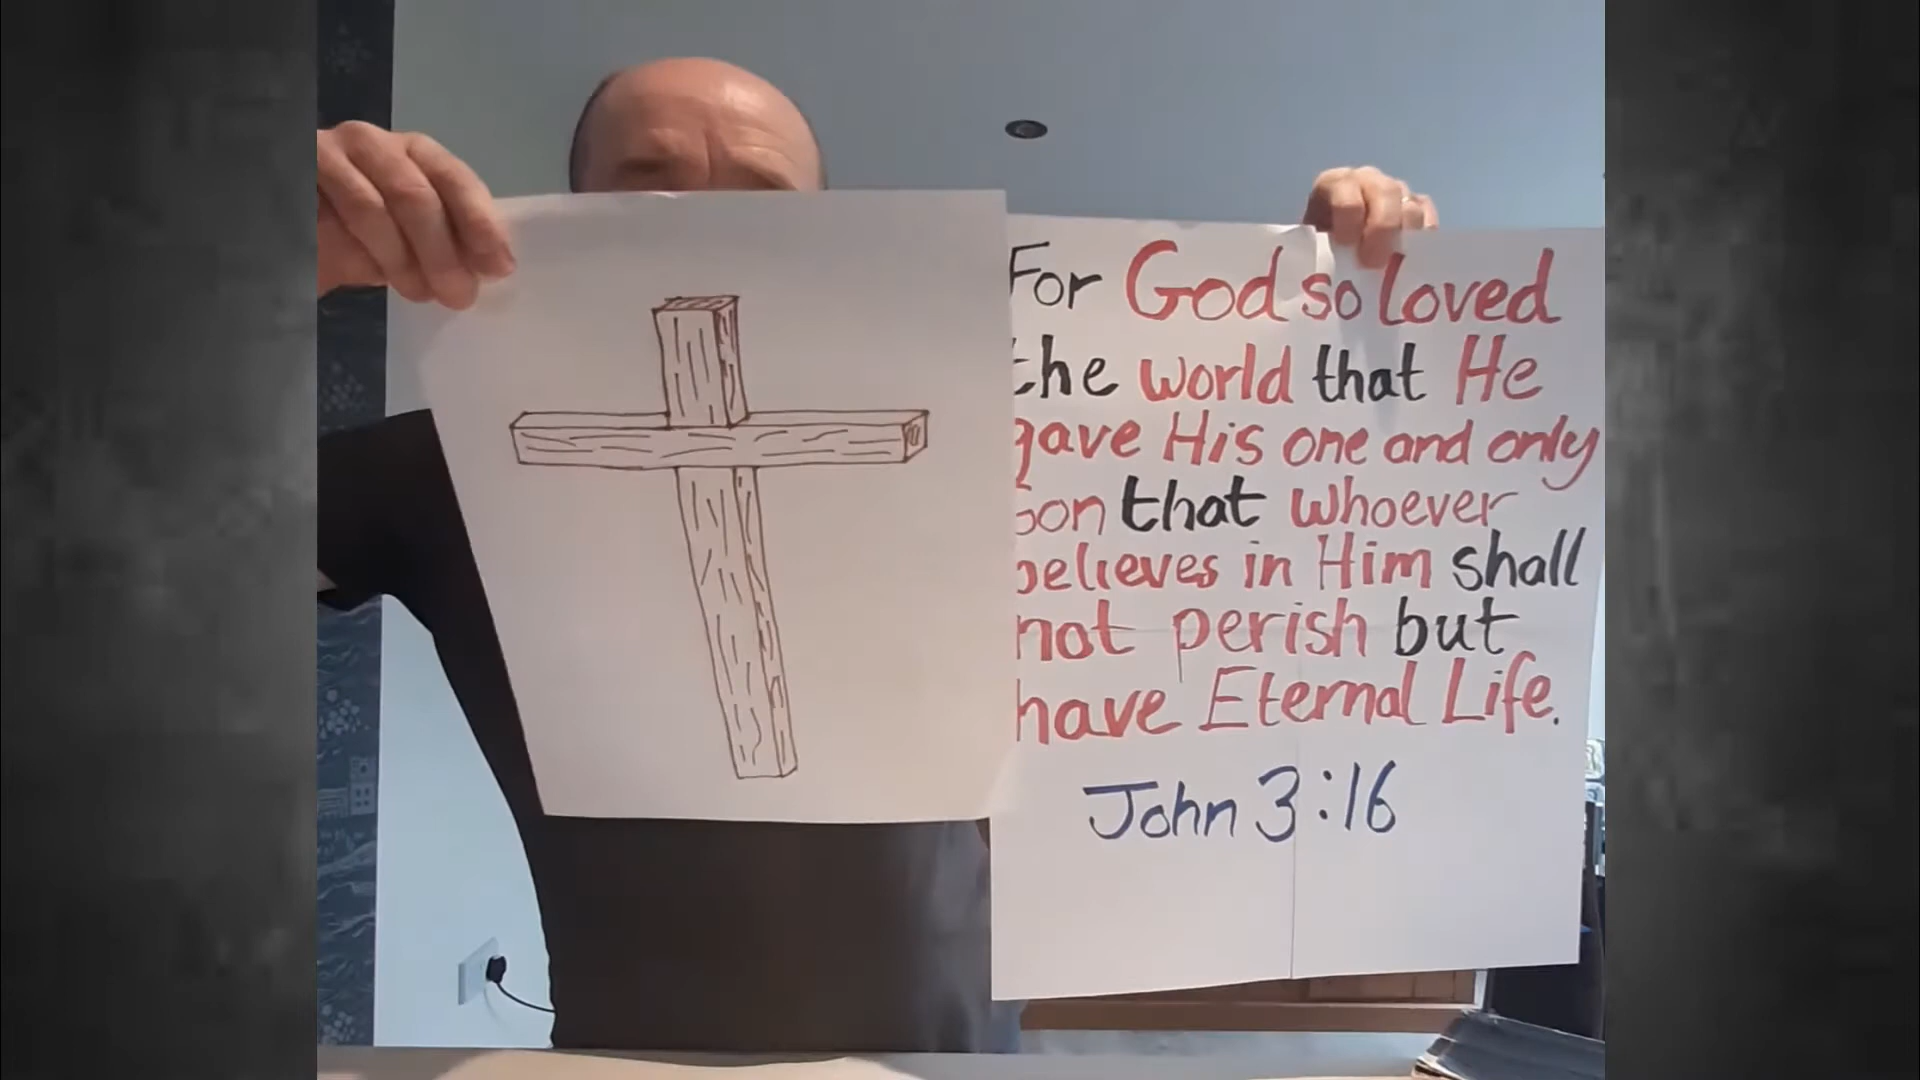 For God so loved
the world that He
gave His one and only
Son that whoever
believes in Him shall
not perish but
have Eternal Life.
John 3:16